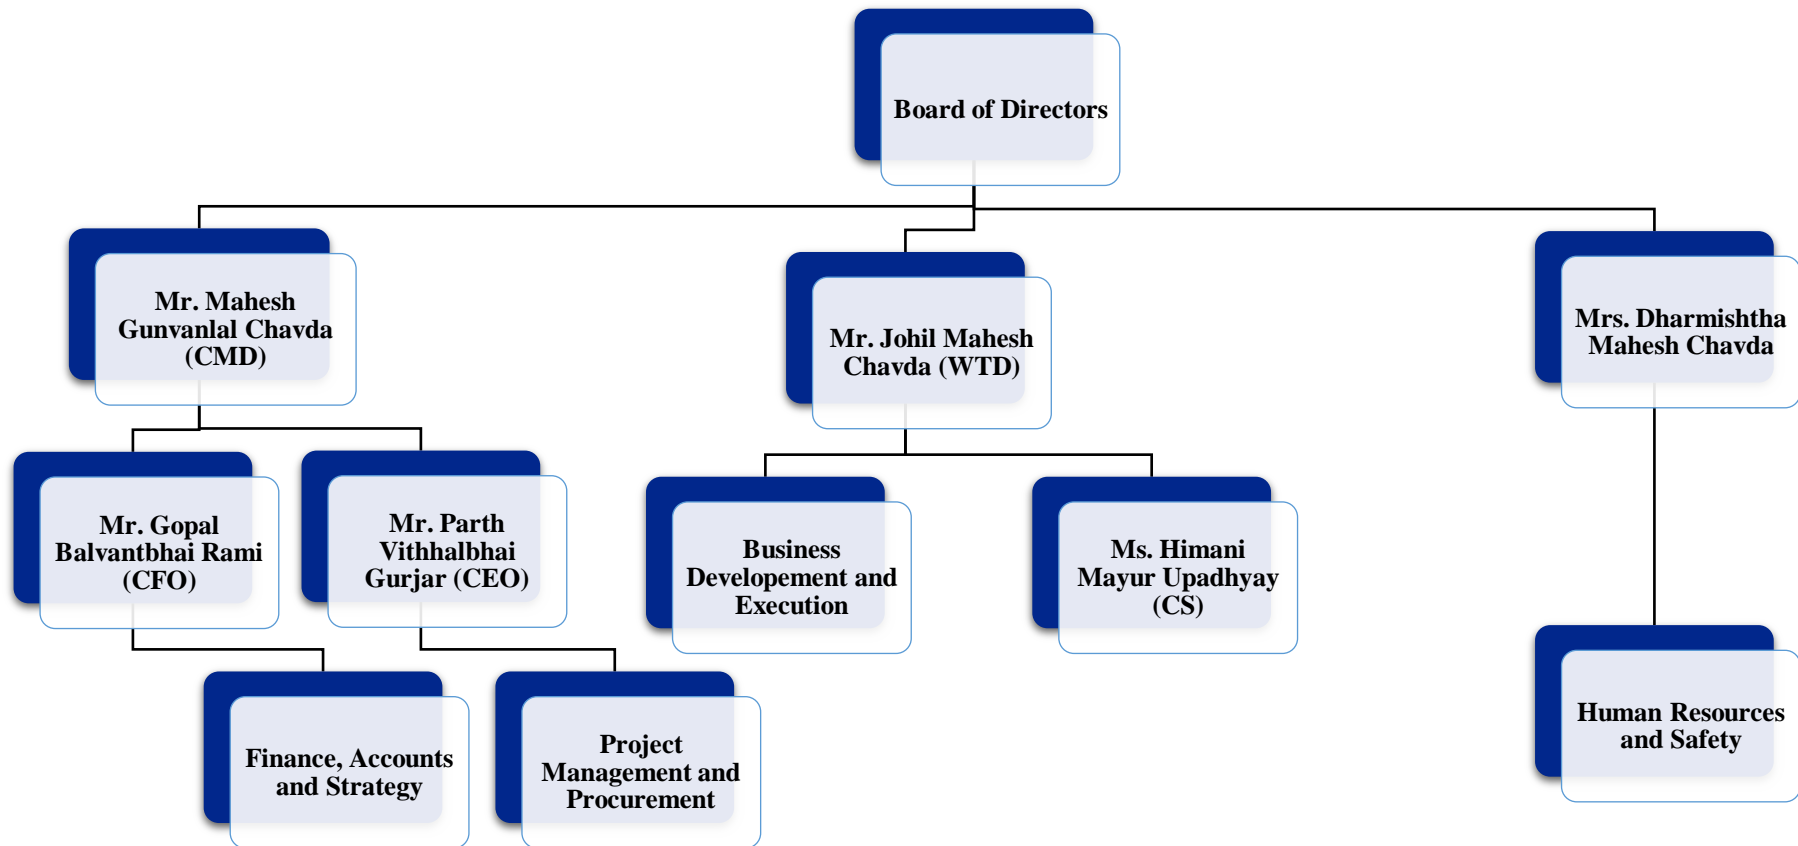 Board of Directors
Mr. Mahesh
Gunvanlal Chavda
(CMD)
Mr. Johil Mahesh
Chavda (WTD)
Mrs. Dharmishtha
Mahesh Chavda
Mr. Gopal
Balvantbhai Rami
(CFO)
Mr. Parth
Vithhalbhai
Gurjar (CEO)
Business
Developement and
Execution
Ms. Himani
Mayur Upadhyay
(CS)
Finance, Accounts
and Strategy
Project
Management and
Procurement
Human Resources
and Safety